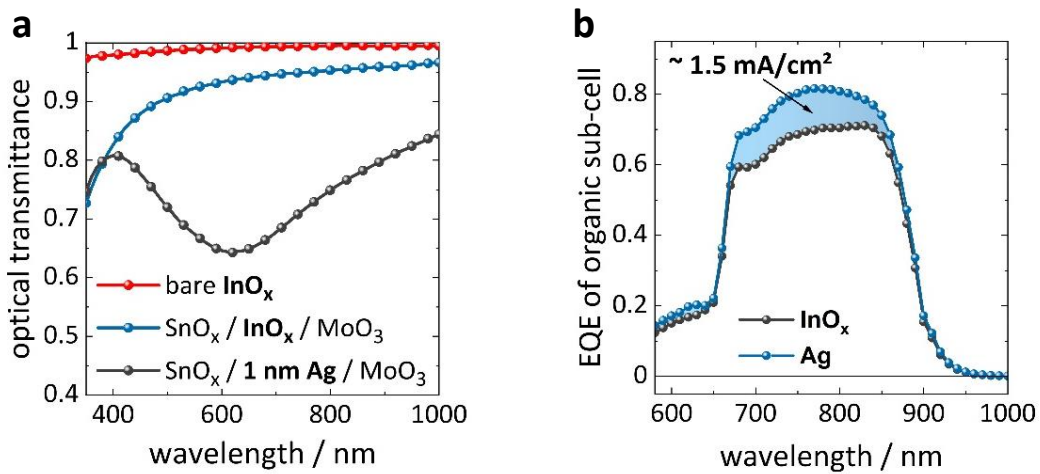 a
1
0.9
0.8
0.7
0.6
0.5
0.4
400
600
800
1000
optical transmittance
wavelength / nm
bare InOₓ
SnOₓ / InOₓ / MoO₃
SnOₓ / 1 nm Ag / MoO₃
b
~ 1.5 mA/cm²
0.8
0.6
0.4
0.2
0
600
700
800
900
1000
EQE of organic sub-cell
wavelength / nm
InOₓ
Ag